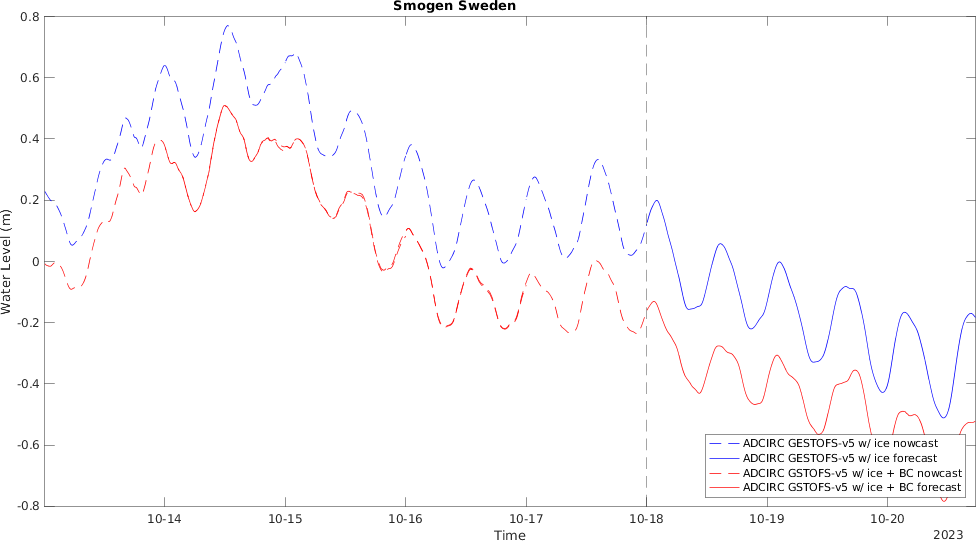 Smogen Sweden
0.8
0.6
0.4
0.2
0
-0.2
-0.4
-0.6
-0.8
Water Level (m)
ADCIRC GESTOFS-v5 w/ ice nowcast
ADCIRC GESTOFS-v5 w/ ice forecast
ADCIRC GSTOFS-v5 w/ ice + BC nowcast
ADCIRC GSTOFS-v5 w/ ice + BC forecast
10-14 10-15 10-16 10-17 10-18 10-19 10-20
Time
2023